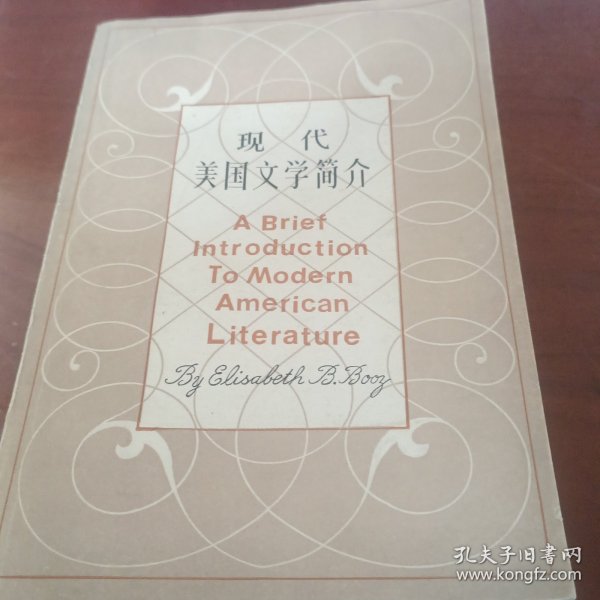 现 代
美国文学简介
A Brief
Introduction
To Modern
American
Literature
By Elisabeth B. Booz
孔夫子旧书网
www.kongfz.com